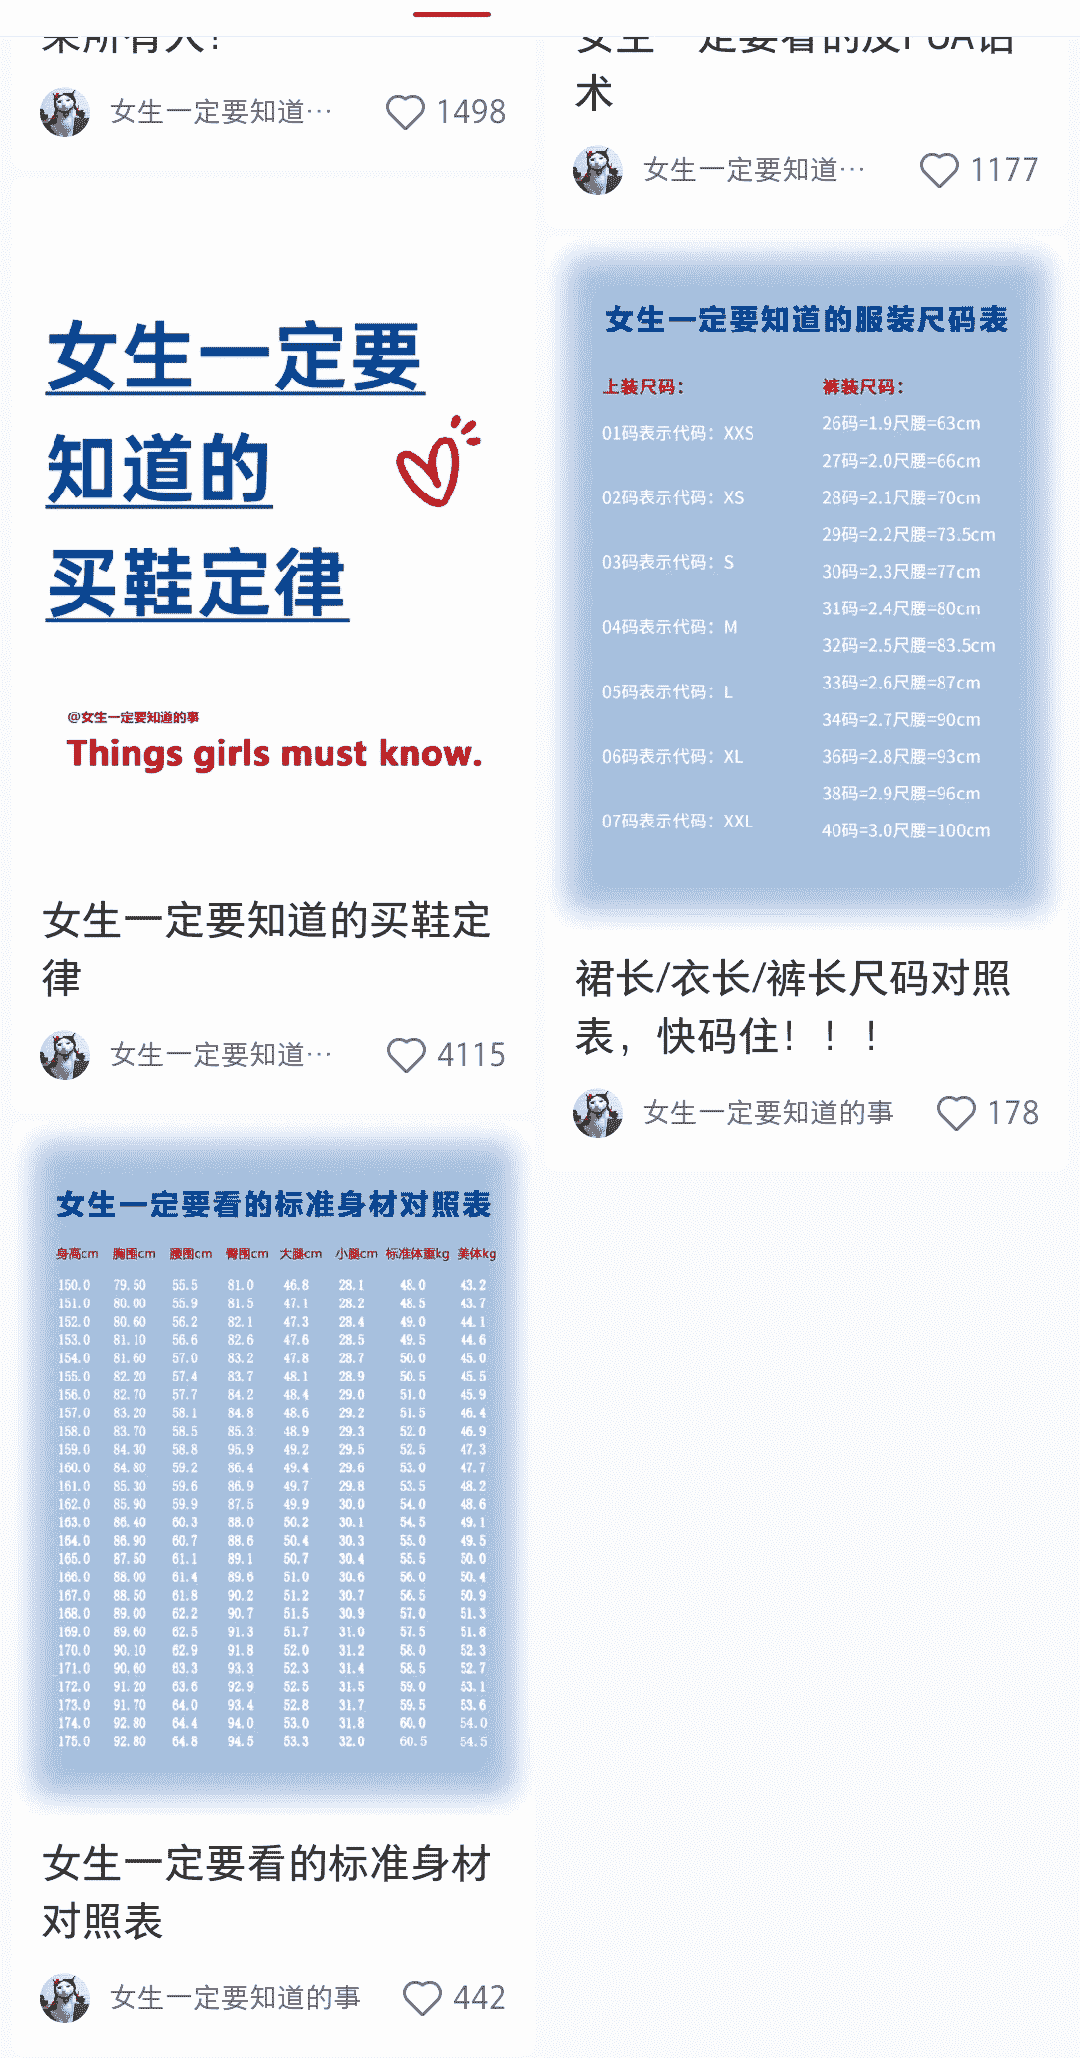 女生一定要知道…
1498
女生一定要
知道的
买鞋定律
@女生一定要知道的事
Things girls must know.
女生一定要知道的买鞋定
律
女生一定要知道…
4115
女生一定要看的标准身材对照表
身高cm 胸围cm 腰围cm 臀围cm 大腿cm 小腿cm 标准体重kg 美体kg
150.0 79.50 55.5 81.0 46.8 28.1 48.0 43.2
151.0 80.00 55.9 81.5 47.1 28.2 48.5 43.7
152.0 80.60 56.2 82.1 47.3 28.4 49.0 44.1
153.0 81.10 56.6 82.6 47.6 28.5 49.5 44.6
154.0 81.60 57.0 83.2 47.8 28.7 50.0 45.0
155.0 82.20 57.4 83.7 48.1 28.9 50.5 45.5
156.0 82.70 57.7 84.2 48.4 29.0 51.0 45.9
157.0 83.20 58.1 84.8 48.6 29.2 51.5 46.4
158.0 83.70 58.5 85.3 48.9 29.3 52.0 46.9
159.0 84.30 58.8 95.9 49.2 29.5 52.5 47.3
160.0 84.80 59.2 86.4 49.4 29.6 53.0 47.7
161.0 85.30 59.6 86.9 49.7 29.8 53.5 48.2
162.0 85.90 59.9 87.5 49.9 30.0 54.0 48.6
163.0 86.40 60.3 88.0 50.2 30.1 54.5 49.1
164.0 86.90 60.7 88.6 50.4 30.3 55.0 49.5
165.0 87.50 61.1 89.1 50.7 30.4 55.5 50.0
166.0 88.00 61.4 89.6 51.0 30.6 56.0 50.4
167.0 88.50 61.8 90.2 51.2 30.7 56.5 50.9
168.0 89.00 62.2 90.7 51.5 30.9 57.0 51.3
169.0 89.60 62.5 91.3 51.7 31.0 57.5 51.8
170.0 90.10 62.9 91.8 52.0 31.2 58.0 52.3
171.0 90.60 63.3 93.3 52.3 31.4 58.5 52.7
172.0 91.20 63.6 92.9 52.5 31.5 59.0 53.1
173.0 91.70 64.0 93.4 52.8 31.7 59.5 53.6
174.0 92.80 64.4 94.0 53.0 31.8 60.0 54.0
175.0 92.80 64.8 94.5 53.3 32.0 60.5 54.5
女生一定要看的标准身材
对照表
女生一定要知道的事
442
女生一定要看的反PUA话
术
女生一定要知道…
1177
女生一定要知道的服装尺码表
上装尺码：
01码表示代码：XXS
02码表示代码：XS
03码表示代码：S
04码表示代码：M
05码表示代码：L
06码表示代码：XL
07码表示代码：XXL
裤装尺码：
26码=1.9尺腰=63cm
27码=2.0尺腰=66cm
28码=2.1尺腰=70cm
29码=2.2尺腰=73.5cm
30码=2.3尺腰=77cm
31码=2.4尺腰=80cm
32码=2.5尺腰=83.5cm
33码=2.6尺腰=87cm
34码=2.7尺腰=90cm
36码=2.8尺腰=93cm
38码=2.9尺腰=96cm
40码=3.0尺腰=100cm
裙长/衣长/裤长尺码对照
表，快码住！！！
女生一定要知道的事
178